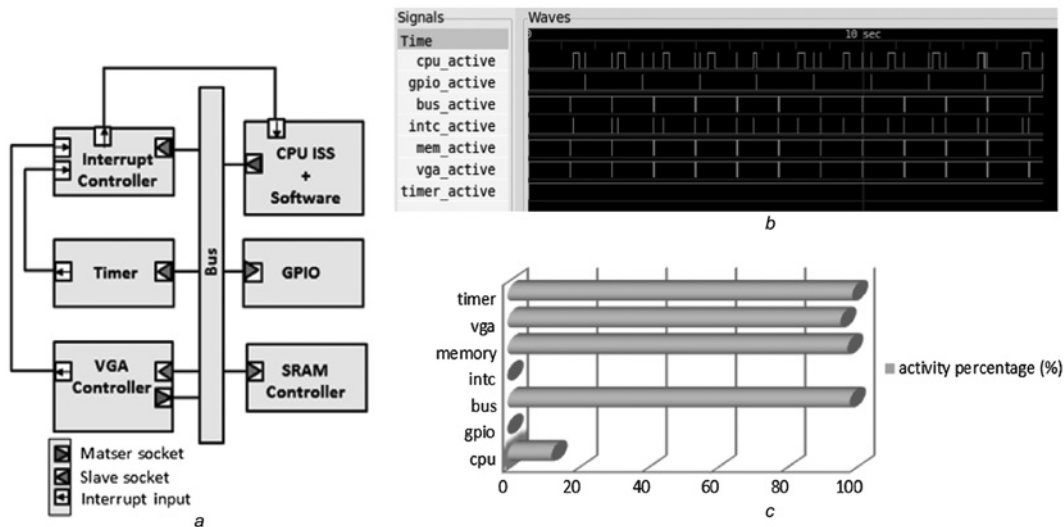 Interrupt
Controller
CPU ISS
+
Software
Bus
Timer
GPIO
VGA
Controller
SRAM
Controller
Matser socket
Slave socket
Interrupt input
a
Signals
Waves
Time
10 sec
cpu_active
gpio_active
bus_active
intc_active
mem_active
vga_active
timer_active
b
timer
vga
memory
intc
bus
gpio
cpu
0 20 40 60 80 100
activity percentage (%)
c